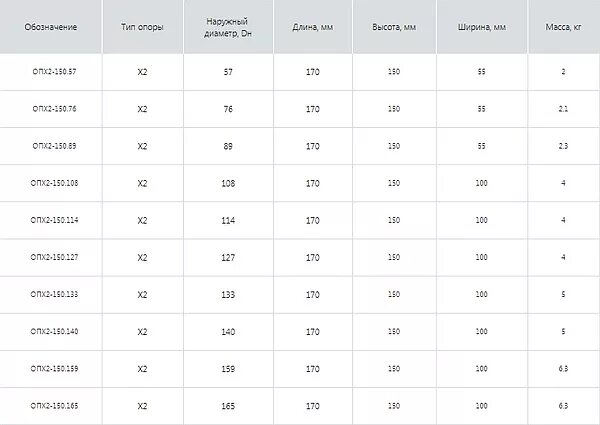 Обозначение Тип опоры Наружный диаметр, Dн Длина, мм Высота, мм Ширина, мм Масса, кг
ОПХ2-150.57 Х2 57 170 150 55 2
ОПХ2-150.76 Х2 76 170 150 55 2.1
ОПХ2-150.89 Х2 89 170 150 55 2.3
ОПХ2-150.108 Х2 108 170 150 100 4
ОПХ2-150.114 Х2 114 170 150 100 4
ОПХ2-150.127 Х2 127 170 150 100 4
ОПХ2-150.133 Х2 133 170 150 100 5
ОПХ2-150.140 Х2 140 170 150 100 5
ОПХ2-150.159 Х2 159 170 150 100 6.3
ОПХ2-150.165 Х2 165 170 150 100 6.3